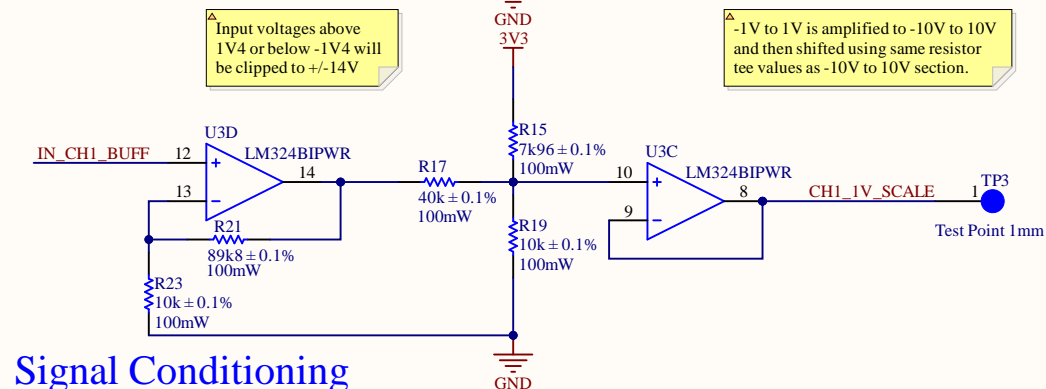 GND
3V3
Input voltages above
1V4 or below -1V4 will
be clipped to +/-14V
-1V to 1V is amplified to -10V to 10V
and then shifted using same resistor
tee values as -10V to 10V section.
U3D
LM324BIPWR
IN_CH1_BUFF
12
13
14
+
-
R21
89k8 ± 0.1%
100mW
R23
10k ± 0.1%
100mW
R17
40k ± 0.1%
100mW
R15
7k96 ± 0.1%
100mW
R19
10k ± 0.1%
100mW
U3C
LM324BIPWR
10
9
8
+
-
CH1_1V_SCALE
1
TP3
Test Point 1mm
GND
Signal Conditioning